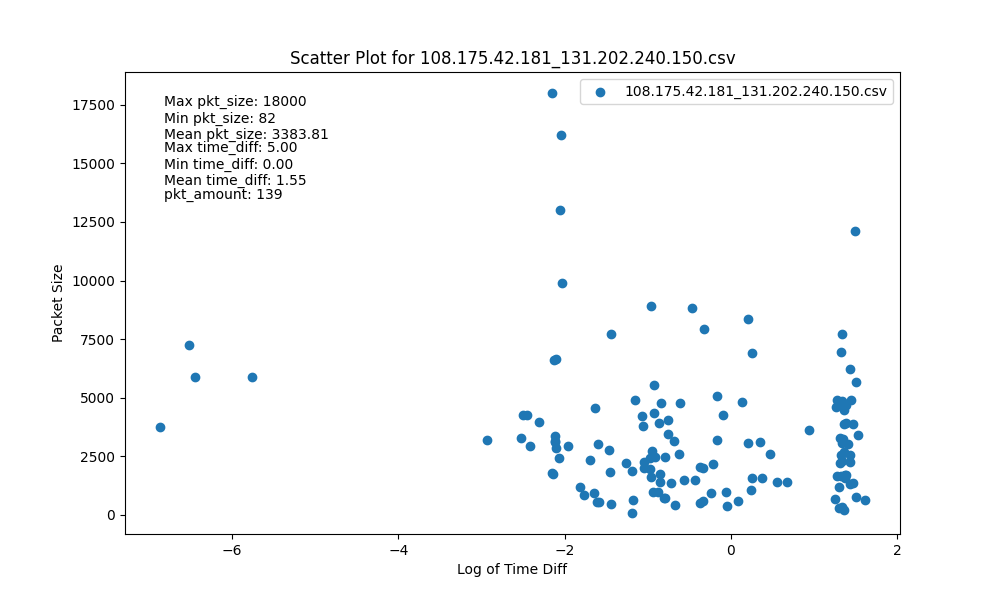 Scatter Plot for 108.175.42.181_131.202.240.150.csv
108.175.42.181_131.202.240.150.csv
Max pkt_size: 18000
Min pkt_size: 82
Mean pkt_size: 3383.81
Max time_diff: 5.00
Min time_diff: 0.00
Mean time_diff: 1.55
pkt_amount: 139
Packet Size
17500
15000
12500
10000
7500
5000
2500
0
−6 −4 −2 0 2
Log of Time Diff